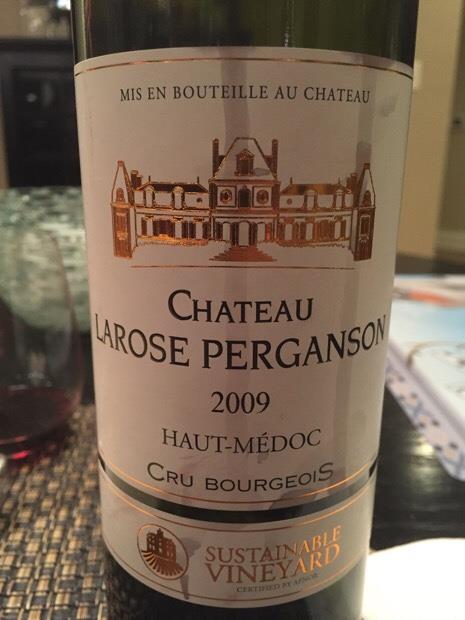 MIS EN BOUTEILLE AU CHATEAU
CHATEAU
LAROSE PERGANSON
2009
HAUT-MÉDOC
CRU BOURGEOIS
SUSTAINABLE
VINEYARD
CERTIFIED BY AFNOR